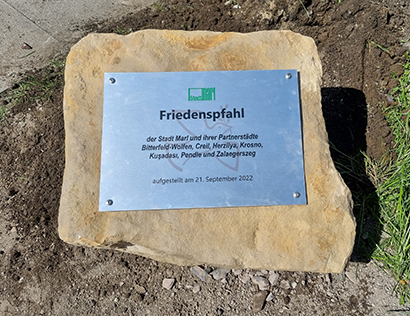 Friedenspfahl
der Stadt Marl und ihrer Partnerstädte
Bitterfeld-Wolfen, Creil, Herzliya, Krosno,
Kuşadası, Pendle und Zalaegerszeg
aufgestellt am 21. September 2022